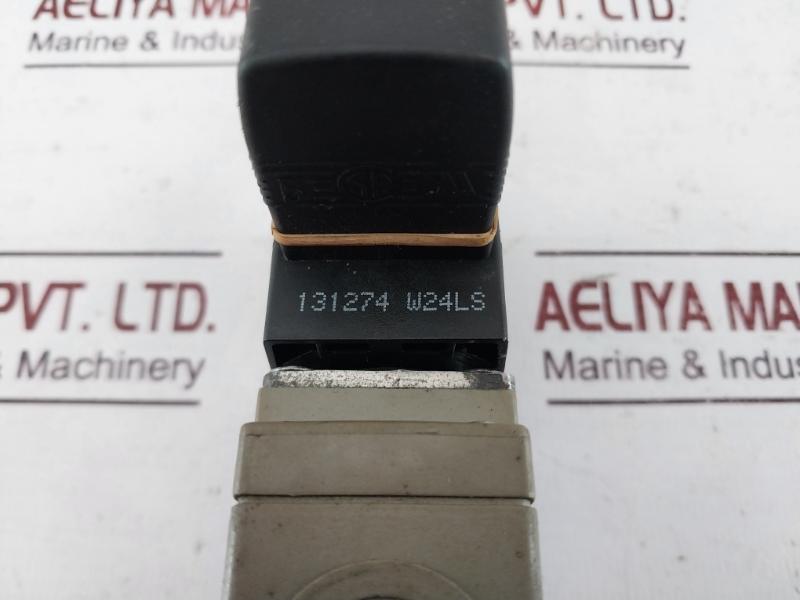 AELIYA MA
PVT. LTD.
Marine & Indus
& Machinery
131274 W24LS
PVT. LTD.
& Machinery
AELIYA MA
Marine & Indus